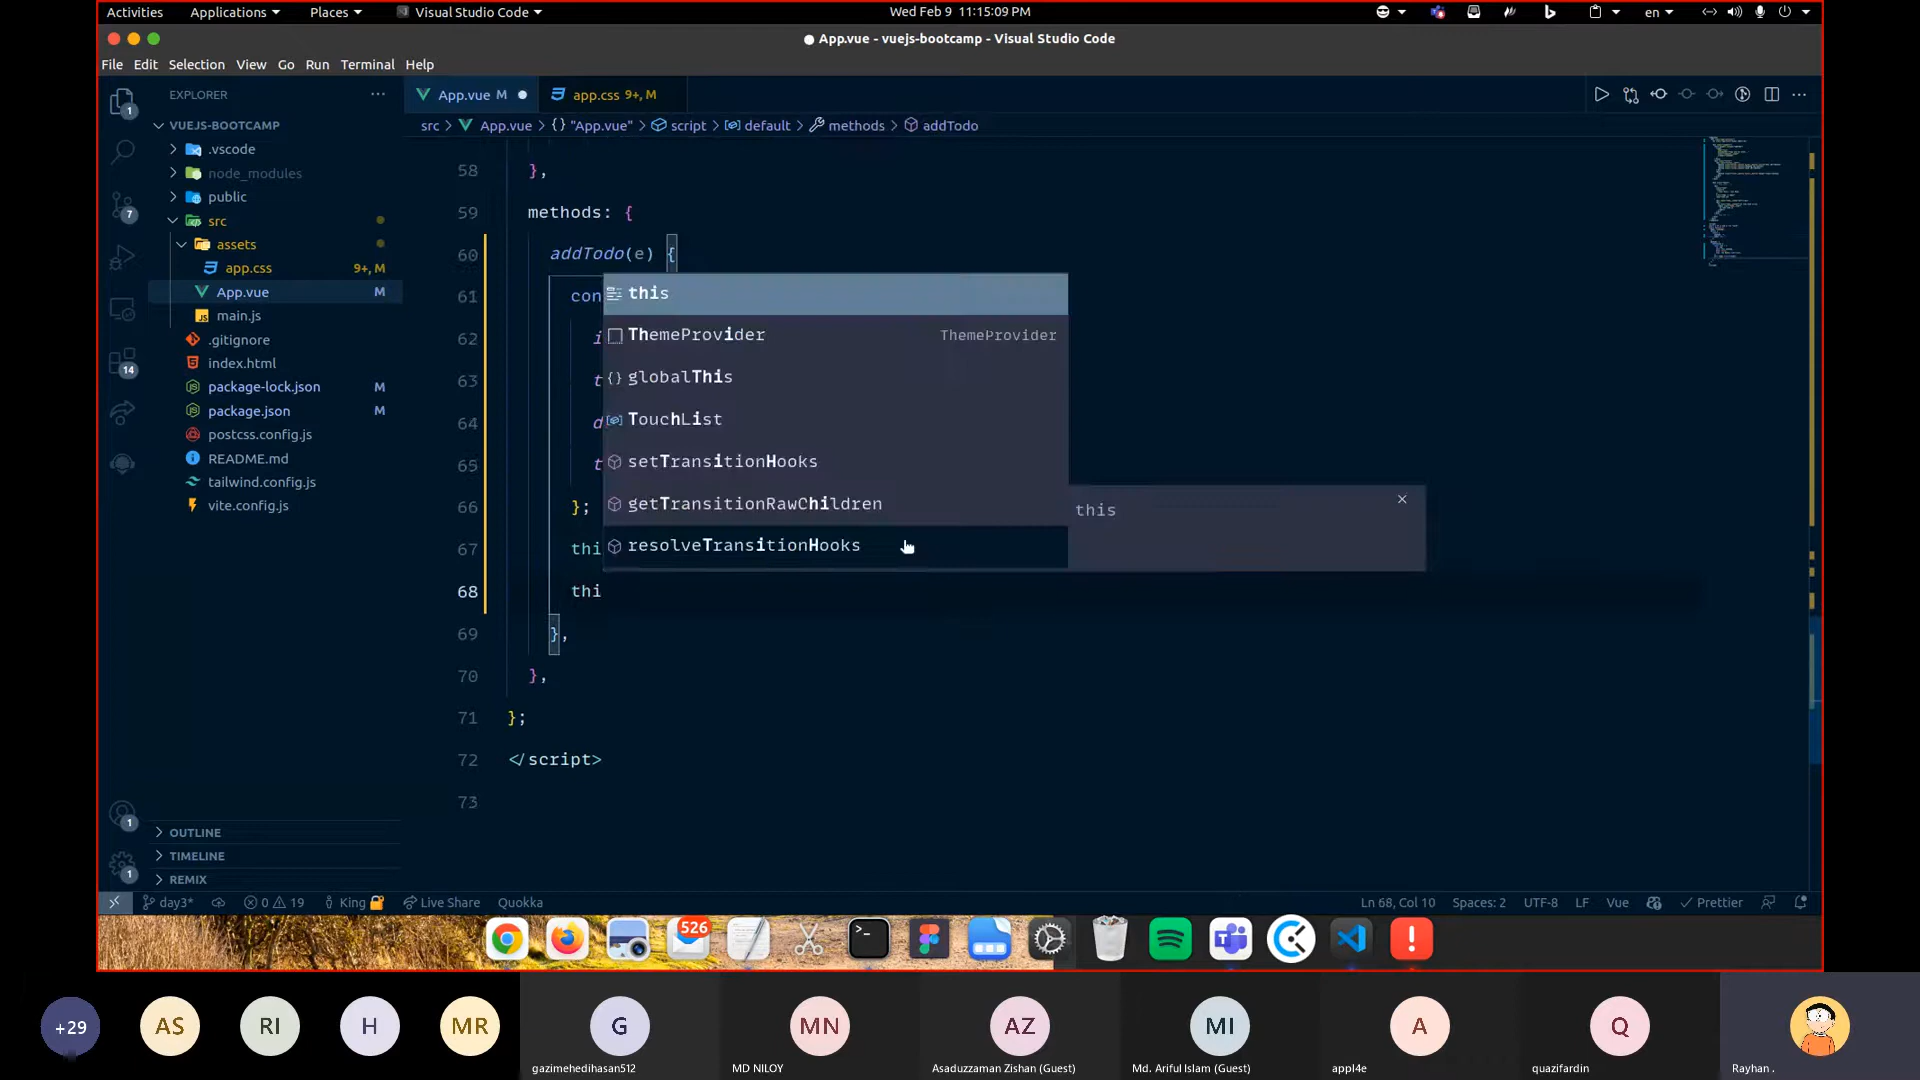 Activities Applications Places Visual Studio Code Wed Feb 9 11:15:09 PM en
App.vue - vuejs-bootcamp - Visual Studio Code
File Edit Selection View Go Run Terminal Help
EXPLORER
App.vue M
app.css 9+, M
src > App.vue > {} "App.vue" > script > default > methods > addTodo
VUEJS-BOOTCAMP
.vscode
node_modules
public
src
assets
app.css 9+, M
App.vue M
main.js
.gitignore
index.html
package-lock.json M
package.json M
postcss.config.js
README.md
tailwind.config.js
vite.config.js
OUTLINE
TIMELINE
REMIX
1
7
14
1
1
58 },
59 methods: {
60 addTodo(e) {
61 con
62 i
63 t
64 d
65 t
66 };
67 thi
68 thi
69 },
70 },
71 };
72 </script>
73
this
ThemeProvider ThemeProvider
globalThis
TouchList
setTransitionHooks
getTransitionRawChildren
resolveTransitionHooks
this
day3* 0 19 King Live Share Quokka Ln 68, Col 10 Spaces: 2 UTF-8 LF Vue Prettier
526
+29 AS RI H MR G MN AZ MI A Q
gazimehedihasan512 MD NILOY Asaduzzaman Zishan (Guest) Md. Ariful Islam (Guest) appl4e quazifardin Rayhan .